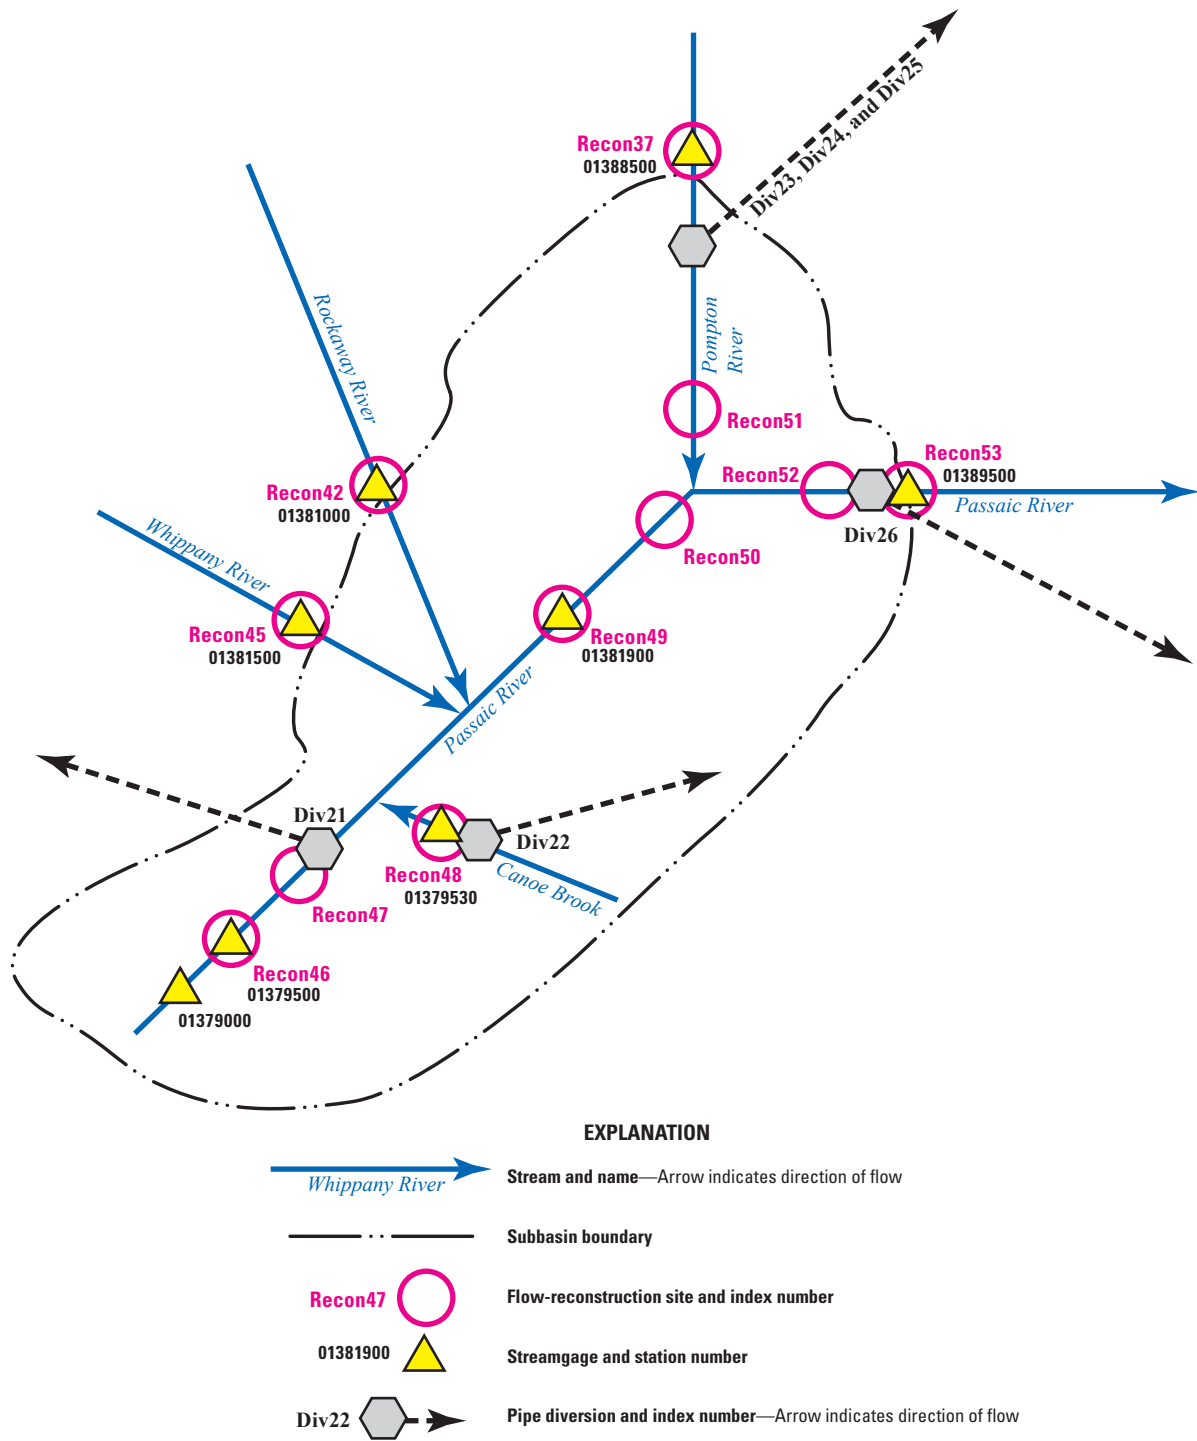 Div23, Div24, and Div25
Recon37
01388500
Rockaway River
Pompton
River
Recon51
Recon53
01389500
Recon52
Passaic River
Recon42
01381000
Div26
Whippany River
Recon50
Recon45
01381500
Recon49
01381900
Passaic River
Div21
Div22
Recon48
01379530
Canoe Brook
Recon47
Recon46
01379500
01379000
EXPLANATION
Whippany River
Stream and name—Arrow indicates direction of flow
Subbasin boundary
Recon47
Flow-reconstruction site and index number
01381900
Streamgage and station number
Div22
Pipe diversion and index number—Arrow indicates direction of flow